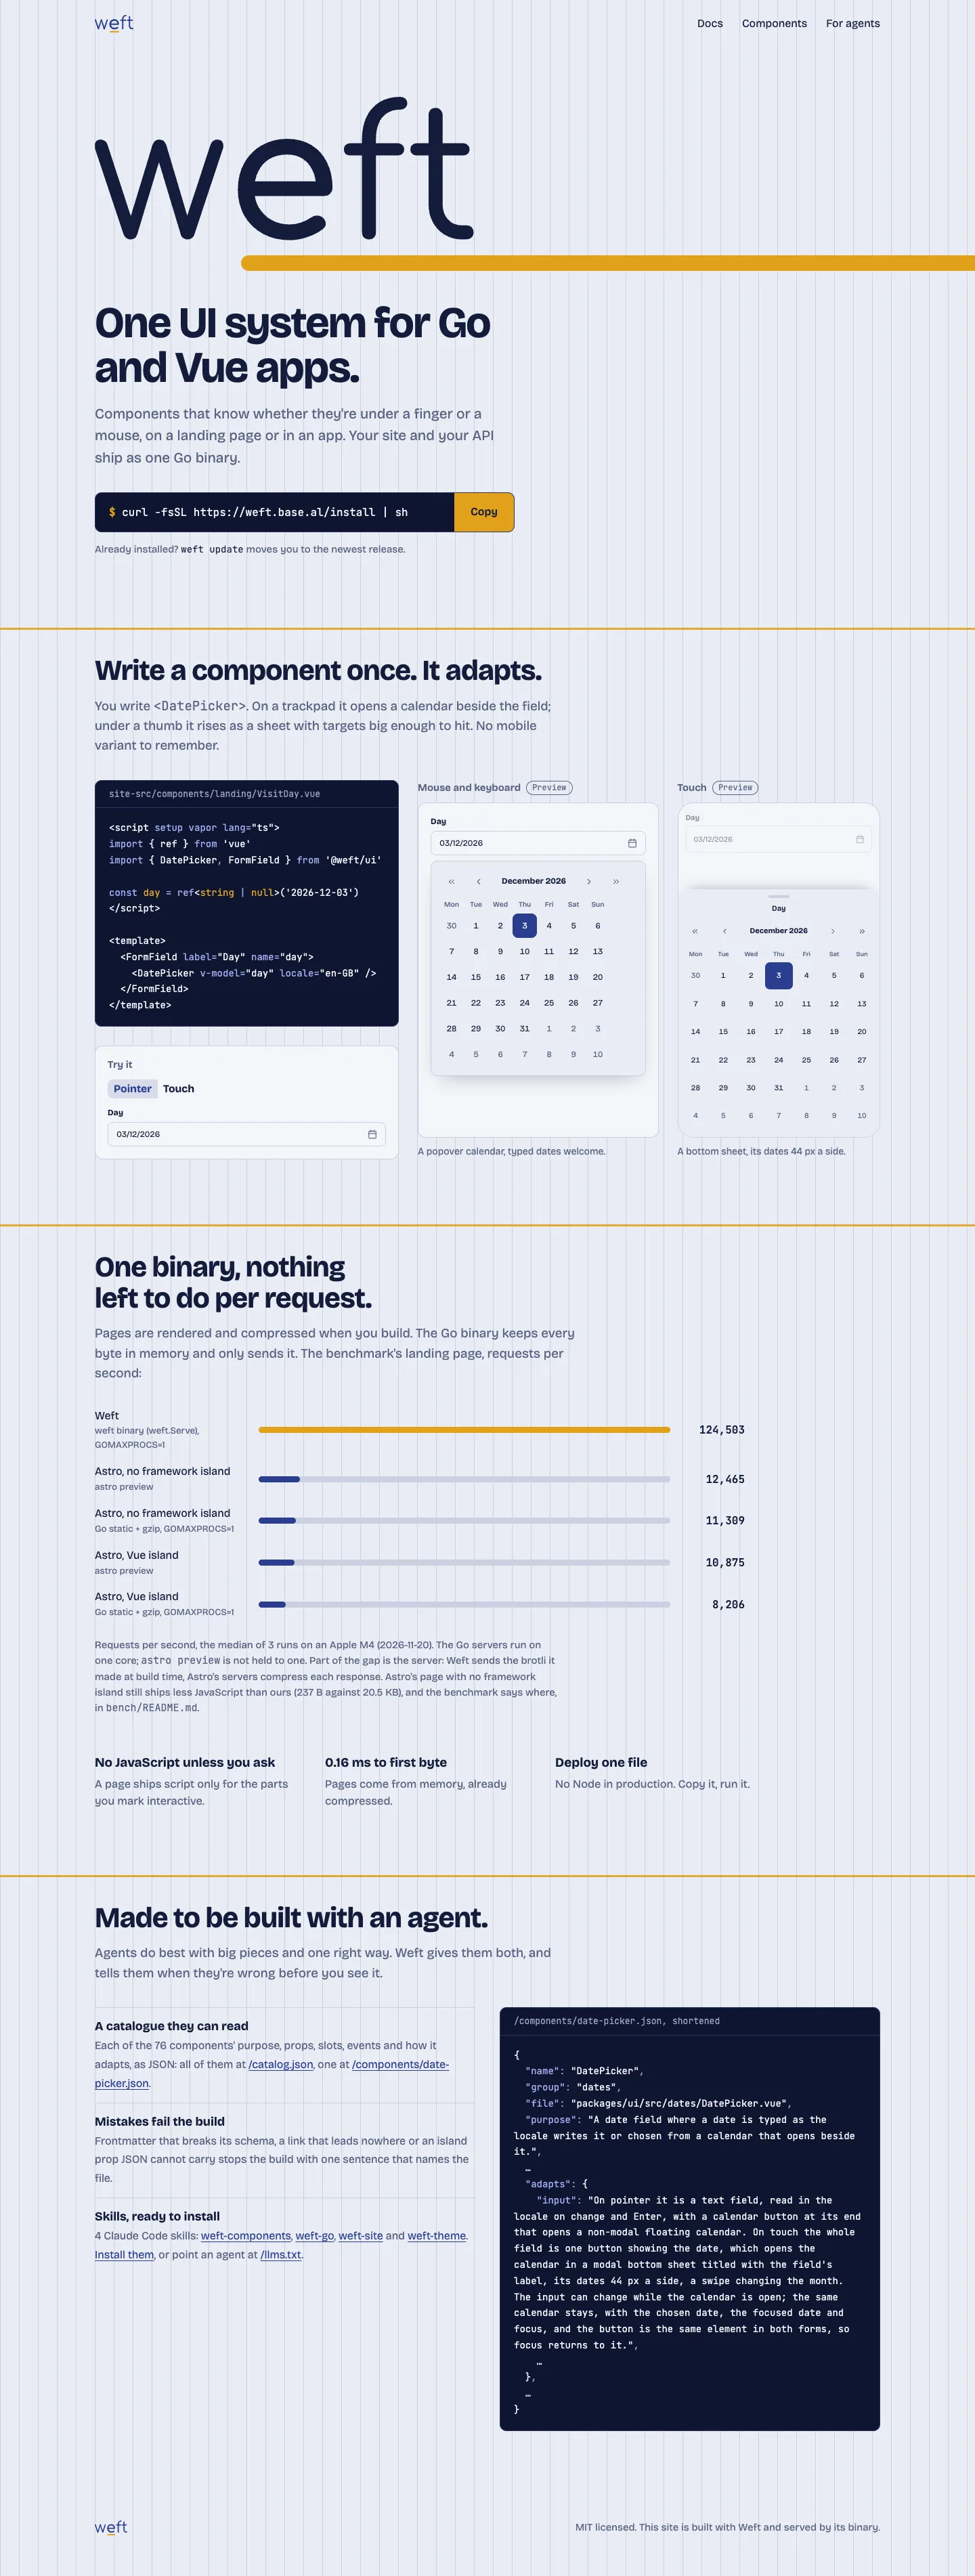 weft
Docs Components For agents
weft
One UI system for Go
and Vue apps.
Components that know whether they're under a finger or a
mouse, on a landing page or in an app. Your site and your API
ship as one Go binary.
$ curl -fsSL https://weft.base.al/install | sh Copy
Already installed? weft update moves you to the newest release.
Write a component once. It adapts.
You write <DatePicker>. On a trackpad it opens a calendar beside the field;
under a thumb it rises as a sheet with targets big enough to hit. No mobile
variant to remember.
site-src/components/landing/VisitDay.vue
<script setup vapor lang="ts">
import { ref } from 'vue'
import { DatePicker, FormField } from '@weft/ui'
const day = ref<string | null>('2026-12-03')
</script>
<template>
<FormField label="Day" name="day">
<DatePicker v-model="day" locale="en-GB" />
</FormField>
</template>
Try it
Pointer Touch
Day
03/12/2026
Mouse and keyboard Preview
Day
03/12/2026
« ‹ December 2026 › »
Mon Tue Wed Thu Fri Sat Sun
30 1 2 3 4 5 6
7 8 9 10 11 12 13
14 15 16 17 18 19 20
21 22 23 24 25 26 27
28 29 30 31 1 2 3
4 5 6 7 8 9 10
A popover calendar, typed dates welcome.
Touch Preview
Day
03/12/2026
Day
« ‹ December 2026 › »
Mon Tue Wed Thu Fri Sat Sun
30 1 2 3 4 5 6
7 8 9 10 11 12 13
14 15 16 17 18 19 20
21 22 23 24 25 26 27
28 29 30 31 1 2 3
4 5 6 7 8 9 10
A bottom sheet, its dates 44 px a side.
One binary, nothing
left to do per request.
Pages are rendered and compressed when you build. The Go binary keeps every
byte in memory and only sends it. The benchmark's landing page, requests per
second:
Weft
weft binary (weft.Serve),
GOMAXPROCS=1
124,503
Astro, no framework island
astro preview
12,465
Astro, no framework island
Go static + gzip, GOMAXPROCS=1
11,309
Astro, Vue island
astro preview
10,875
Astro, Vue island
Go static + gzip, GOMAXPROCS=1
8,206
Requests per second, the median of 3 runs on an Apple M4 (2026-11-20). The Go servers run on
one core; astro preview is not held to one. Part of the gap is the server: Weft sends the brotli it
made at build time, Astro's servers compress each response. Astro's page with no framework
island still ships less JavaScript than ours (237 B against 20.5 KB), and the benchmark says where,
in bench/README.md.
No JavaScript unless you ask
A page ships script only for the parts
you mark interactive.
0.16 ms to first byte
Pages come from memory, already
compressed.
Deploy one file
No Node in production. Copy it, run it.
Made to be built with an agent.
Agents do best with big pieces and one right way. Weft gives them both, and
tells them when they're wrong before you see it.
A catalogue they can read
Each of the 76 components' purpose, props, slots, events and how it
adapts, as JSON: all of them at /catalog.json, one at /components/date-
picker.json.
Mistakes fail the build
Frontmatter that breaks its schema, a link that leads nowhere or an island
prop JSON cannot carry stops the build with one sentence that names the
file.
Skills, ready to install
4 Claude Code skills: weft-components, weft-go, weft-site and weft-theme.
Install them, or point an agent at /llms.txt.
/components/date-picker.json, shortened
{
"name": "DatePicker",
"group": "dates",
"file": "packages/ui/src/dates/DatePicker.vue",
"purpose": "A date field where a date is typed as the
locale writes it or chosen from a calendar that opens beside
it.",
…
"adapts": {
"input": "On pointer it is a text field, read in the
locale on change and Enter, with a calendar button at its end
that opens a non-modal floating calendar. On touch the whole
field is one button showing the date, which opens the
calendar in a modal bottom sheet titled with the field's
label, its dates 44 px a side, a swipe changing the month.
The input can change while the calendar is open; the same
calendar stays, with the chosen date, the focused date and
focus, and the button is the same element in both forms, so
focus returns to it.",
…
},
…
}
weft
MIT licensed. This site is built with Weft and served by its binary.